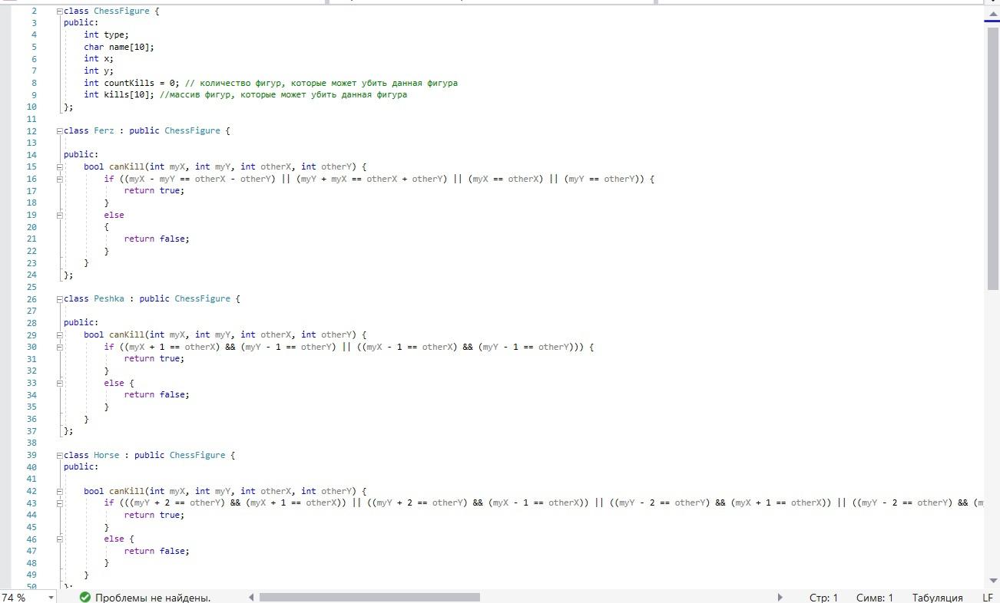 2 class ChessFigure {
3 public:
4 int type;
5 char name[10];
6 int x;
7 int y;
8 int countKills = 0; // количество фигур, которые может убить данная фигура
9 int kills[10]; //массив фигур, которые может убить данная фигура
10 };
11
12 class Ferz : public ChessFigure {
13
14 public:
15 bool canKill(int myX, int myY, int otherX, int otherY) {
16 if ((myX - myY == otherX - otherY) || (myY + myX == otherX + otherY) || (myX == otherX) || (myY == otherY)) {
17 return true;
18 }
19 else
20 {
21 return false;
22 }
23 }
24 };
25
26 class Peshka : public ChessFigure {
27
28 public:
29 bool canKill(int myX, int myY, int otherX, int otherY) {
30 if ((myX + 1 == otherX) && (myY - 1 == otherY) || ((myX - 1 == otherX) && (myY - 1 == otherY))) {
31 return true;
32 }
33 else {
34 return false;
35 }
36 }
37 };
38
39 class Horse : public ChessFigure {
40 public:
41
42 bool canKill(int myX, int myY, int otherX, int otherY) {
43 if (((myY + 2 == otherY) && (myX + 1 == otherX)) || ((myY + 2 == otherY) && (myX - 1 == otherX)) || ((myY - 2 == otherY) && (myX + 1 == otherX)) || ((myY - 2 == otherY) && (
44 return true;
45 }
46 else {
47 return false;
48 }
49 }
50 };
74 % Проблемы не найдены. Стр: 1 Симв: 1 Табуляция LF